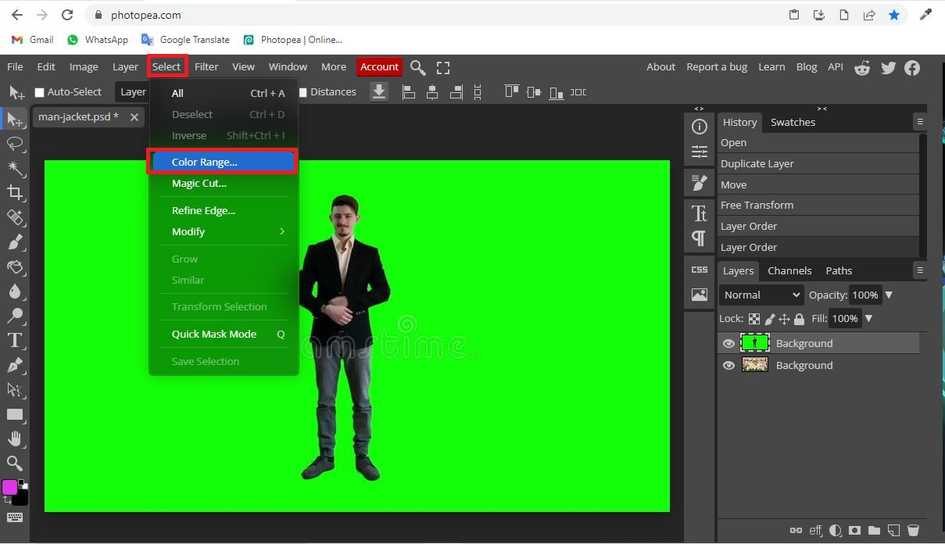 photopea.com
Gmail WhatsApp Google Translate Photopea | Online...
File Edit Image Layer Select Filter View Window More Account About Report a bug Learn Blog API
Auto-Select Layer Distances
man-jacket.psd *
All Ctrl + A
Deselect Ctrl + D
Inverse Shift+Ctrl + I
Color Range...
Magic Cut...
Refine Edge...
Modify
Grow
Similar
Transform Selection
Quick Mask Mode Q
Save Selection
History Swatches
Open
Duplicate Layer
Move
Free Transform
Layer Order
Layer Order
CSS
Layers Channels Paths
Normal Opacity: 100%
Lock: Fill: 100%
Background
Background
eff